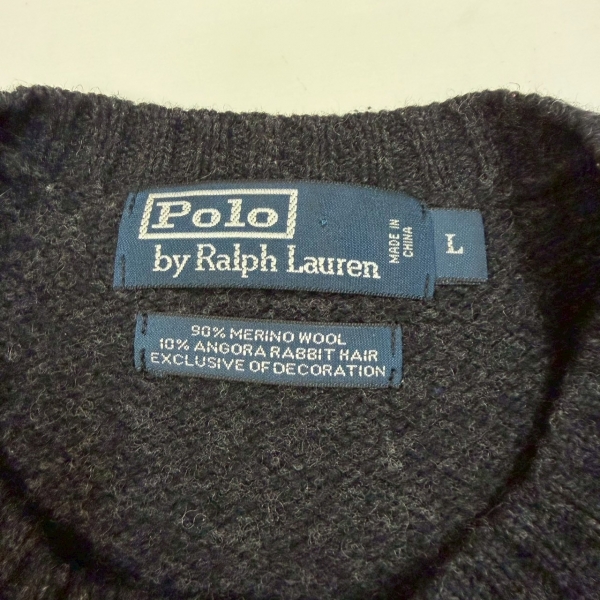 Polo
by Ralph Lauren
MADE IN
CHINA
L
90% MERINO WOOL
10% ANGORA RABBIT HAIR
EXCLUSIVE OF DECORATION